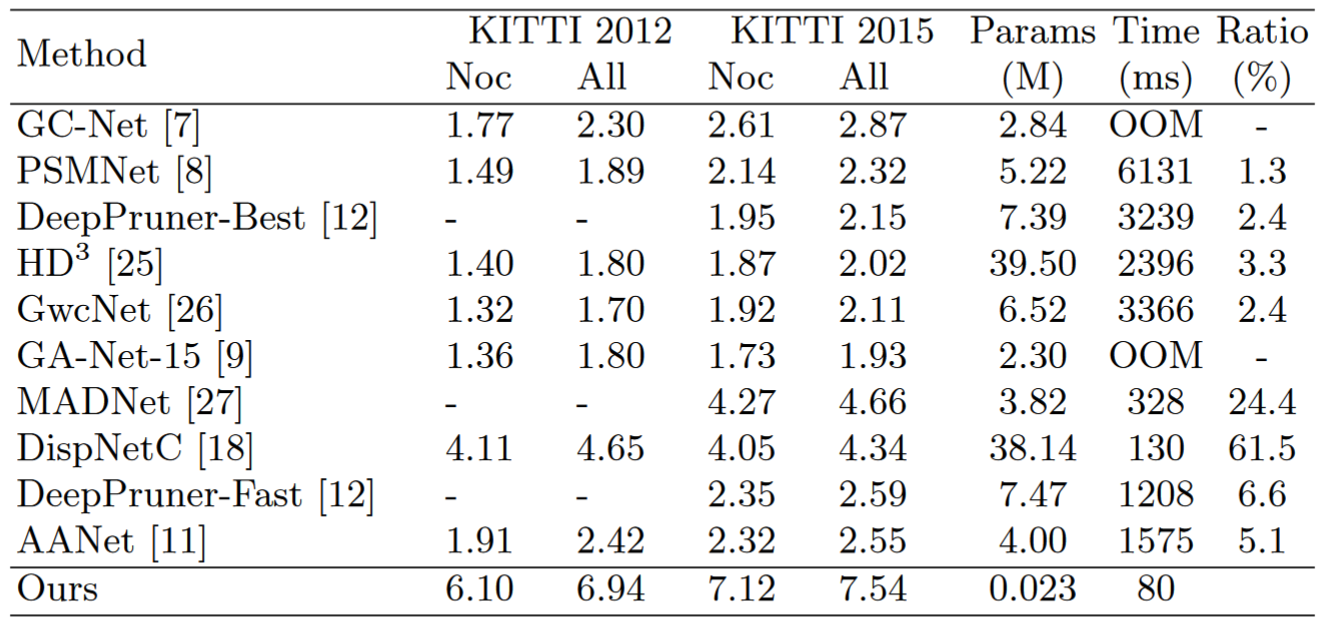 Method KITTI 2012 KITTI 2015 Params Time Ratio
Noc All Noc All (M) (ms) (%)
GC-Net [7] 1.77 2.30 2.61 2.87 2.84 OOM -
PSMNet [8] 1.49 1.89 2.14 2.32 5.22 6131 1.3
DeepPruner-Best [12] - - 1.95 2.15 7.39 3239 2.4
HD³ [25] 1.40 1.80 1.87 2.02 39.50 2396 3.3
GwcNet [26] 1.32 1.70 1.92 2.11 6.52 3366 2.4
GA-Net-15 [9] 1.36 1.80 1.73 1.93 2.30 OOM -
MADNet [27] - - 4.27 4.66 3.82 328 24.4
DispNetC [18] 4.11 4.65 4.05 4.34 38.14 130 61.5
DeepPruner-Fast [12] - - 2.35 2.59 7.47 1208 6.6
AANet [11] 1.91 2.42 2.32 2.55 4.00 1575 5.1
Ours 6.10 6.94 7.12 7.54 0.023 80